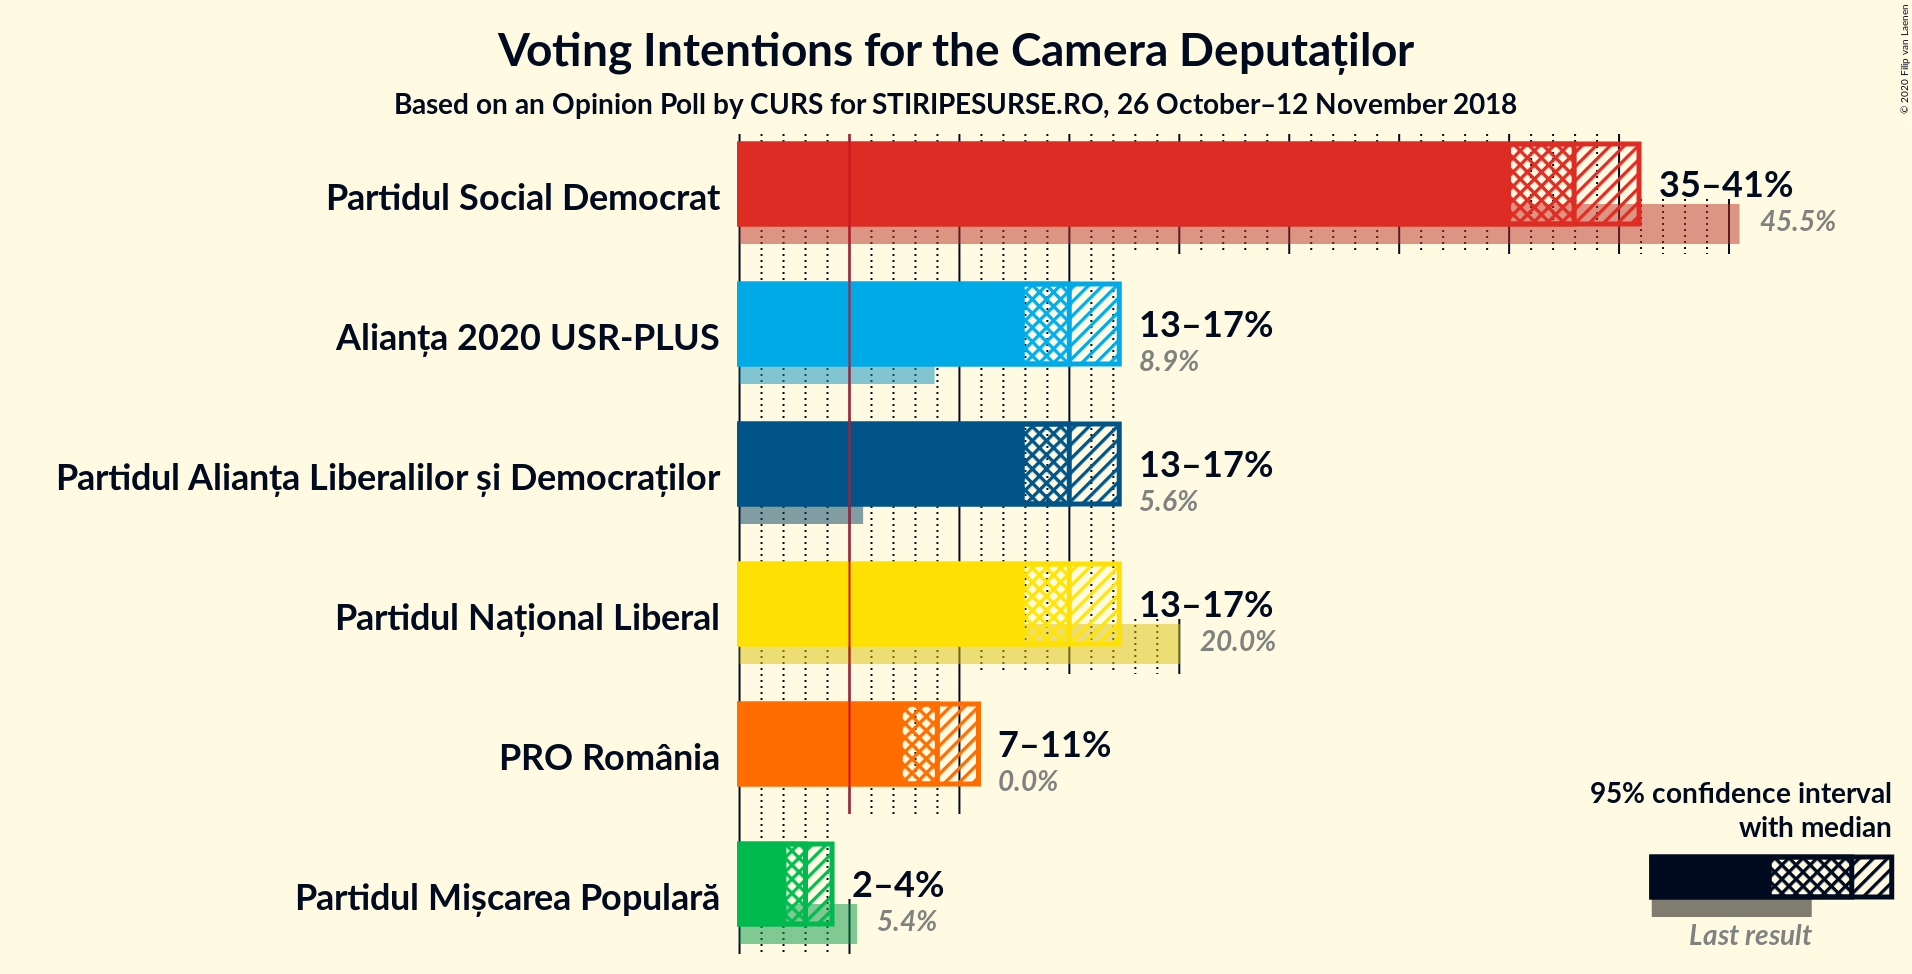 Voting Intentions for the Camera Deputaților
Based on an Opinion Poll by CURS for STIRIPESURSE.RO, 26 October–12 November 2018
© 2020 Filip van Laenen
Partidul Social Democrat
35–41%
45.5%
Alianța 2020 USR-PLUS
13–17%
8.9%
Partidul Alianța Liberalilor și Democraților
13–17%
5.6%
Partidul Național Liberal
13–17%
20.0%
PRO România
7–11%
0.0%
Partidul Mișcarea Populară
2–4%
5.4%
95% confidence interval
with median
Last result